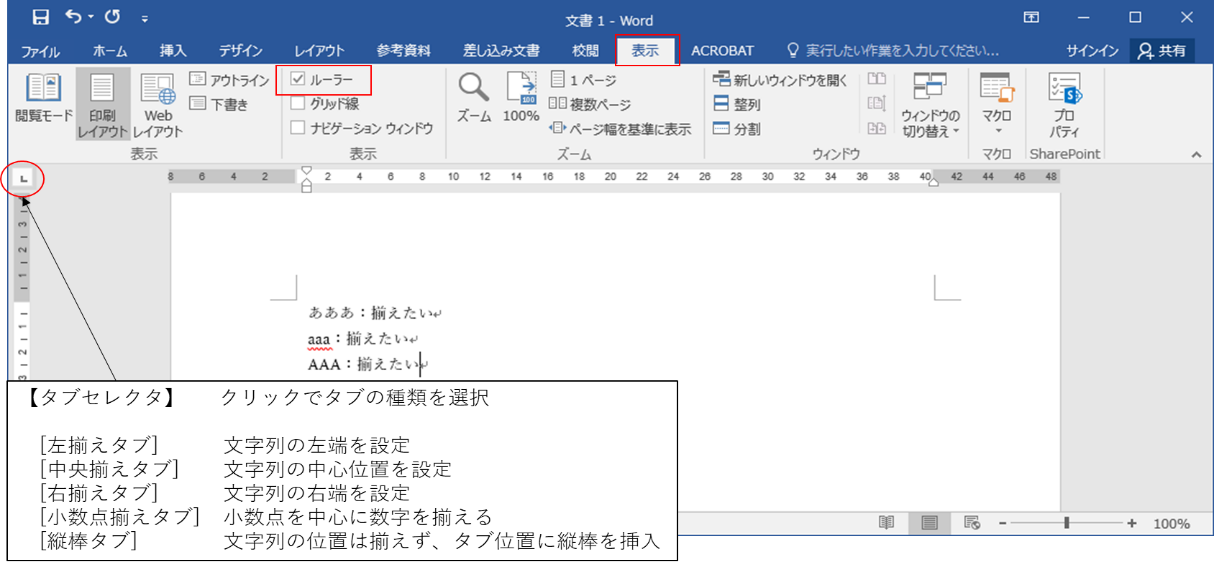 文書 1 - Word
ファイル ホーム 挿入 デザイン レイアウト 参考資料 差し込み文書 校閲 表示 ACROBAT 実行したい作業を入力してください... サインイン 共有
閲覧モード
印刷
レイアウト
Web
レイアウト
アウトライン
下書き
表示
ルーラー
グリッド線
ナビゲーション ウィンドウ
表示
ズーム
100
100%
1 ページ
複数ページ
ページ幅を基準に表示
ズーム
新しいウィンドウを開く
整列
分割
ウィンドウの
切り替え
ウィンドウ
マクロ
マクロ
プロ
パティ
SharePoint
8 6 4 2 2 4 6 8 10 12 14 16 18 20 22 24 26 28 30 32 34 36 38 40 42 44 46 48
3
2
1
1
2
3
あああ：揃えたい↵
aaa：揃えたい↵
AAA：揃えたい↵
【タブセレクタ】 クリックでタブの種類を選択
[左揃えタブ] 文字列の左端を設定
[中央揃えタブ] 文字列の中心位置を設定
[右揃えタブ] 文字列の右端を設定
[小数点揃えタブ] 小数点を中心に数字を揃える
[縦棒タブ] 文字列の位置は揃えず、タブ位置に縦棒を挿入
100%